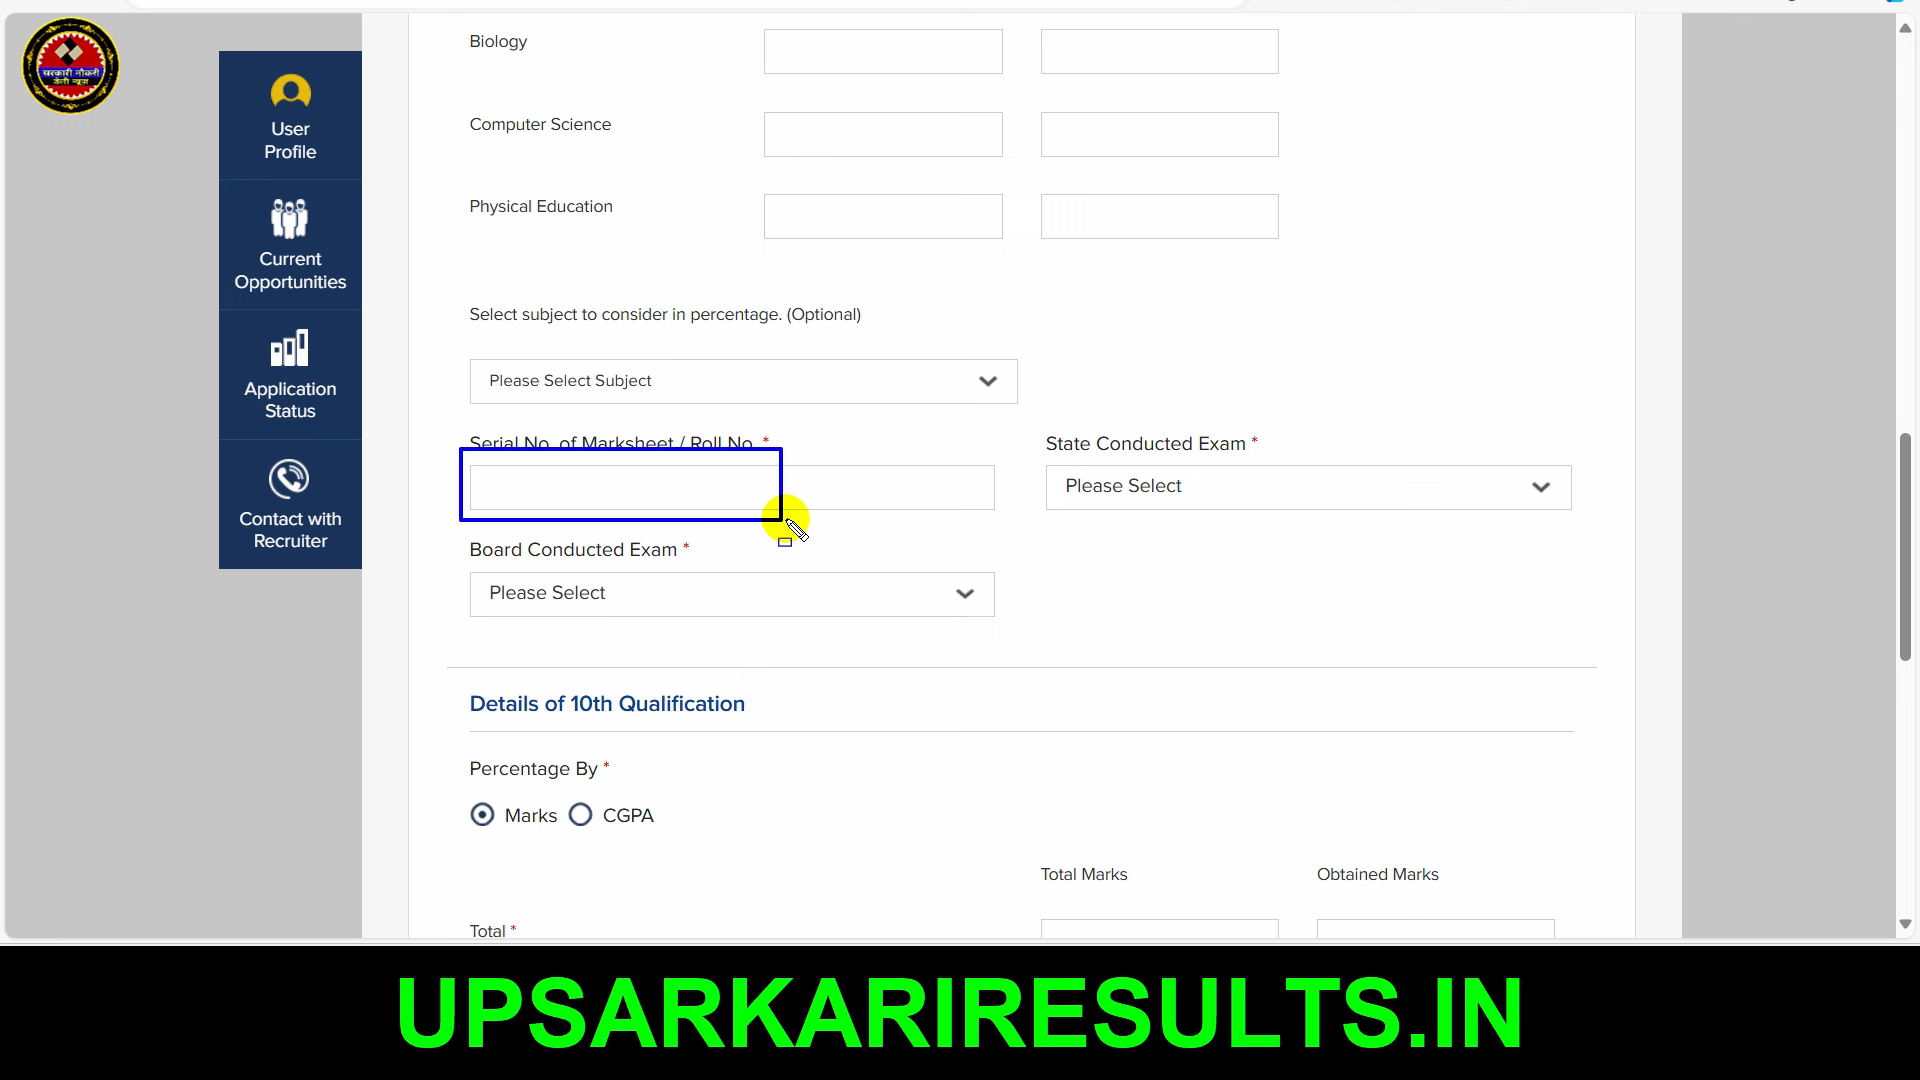 सरकारी नौकरी
डेली न्यूज
User
Profile
Current
Opportunities
Application
Status
Contact with
Recruiter
Biology
Computer Science
Physical Education
Select subject to consider in percentage. (Optional)
Please Select Subject
Serial No. of Marksheet / Roll No. *
State Conducted Exam *
Please Select
Board Conducted Exam *
Please Select
Details of 10th Qualification
Percentage By *
Marks CGPA
Total Marks Obtained Marks
Total *
UPSARKARIRESULTS.IN